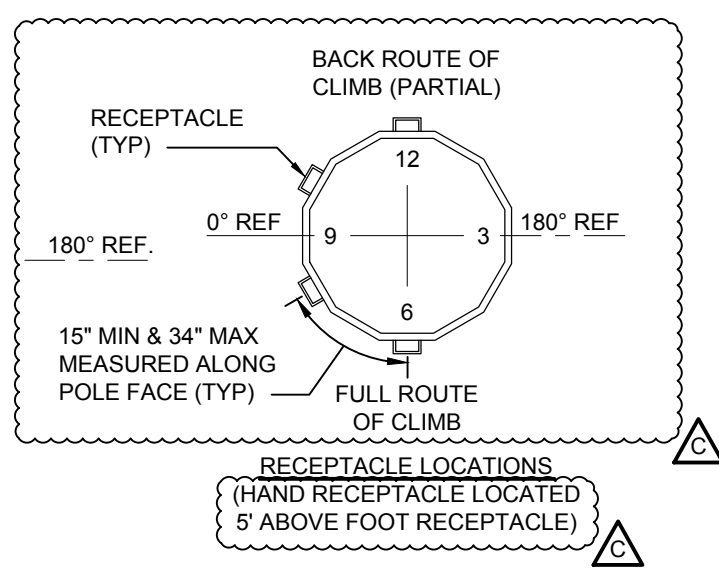 BACK ROUTE OF
CLIMB (PARTIAL)
RECEPTACLE
(TYP)
12
0° REF
9
3
180° REF
180° REF.
6
15" MIN & 34" MAX
MEASURED ALONG
POLE FACE (TYP)
FULL ROUTE
OF CLIMB
C
RECEPTACLE LOCATIONS
(HAND RECEPTACLE LOCATED
5' ABOVE FOOT RECEPTACLE)
C